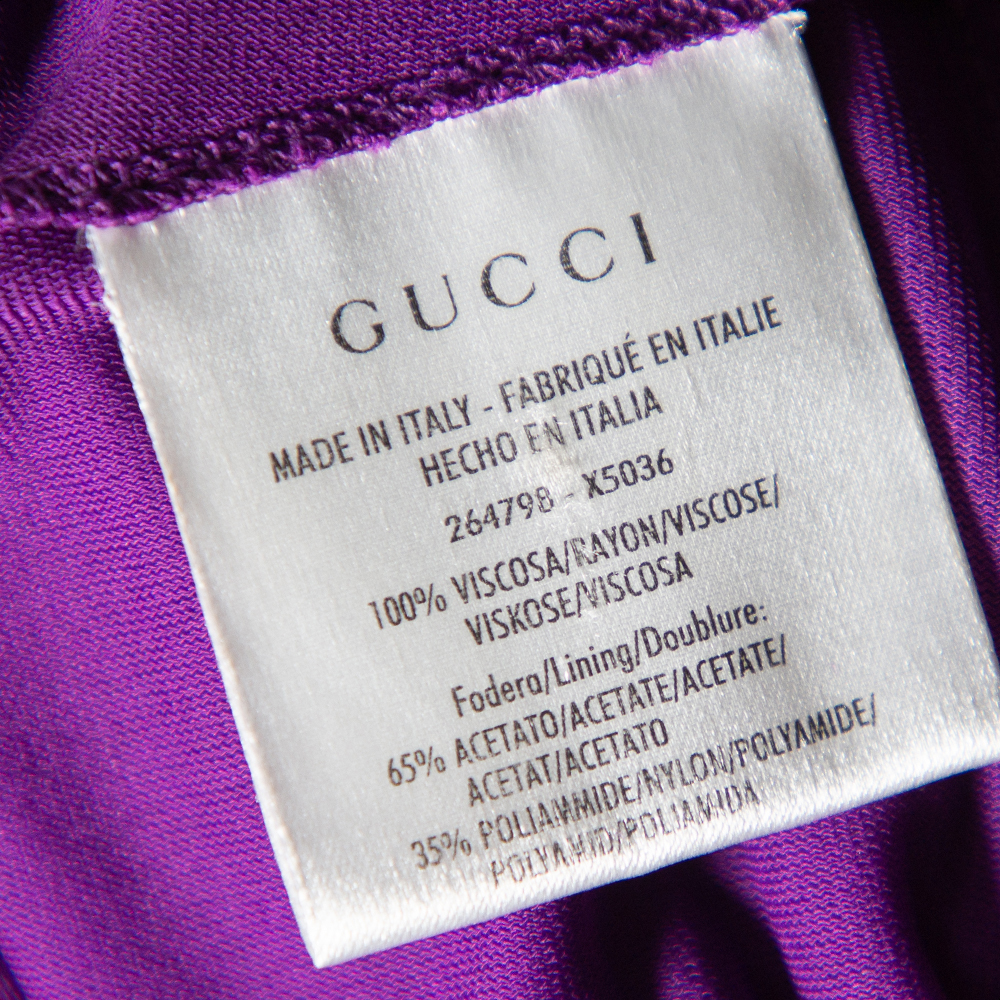 GUCCI
MADE IN ITALY - FABRIQUÉ EN ITALIE
HECHO EN ITALIA
264798 - X5036
100% VISCOSA/RAYON/VISCOSE/
VISKOSE/VISCOSA
Fodera/Lining/Doublure:
65% ACETATO/ACETATE/ACETATE/
ACETAT/ACETATO
35% POLIAMMIDE/NYLON/POLYAMIDE/
POLYAMID/POLIAMIDA